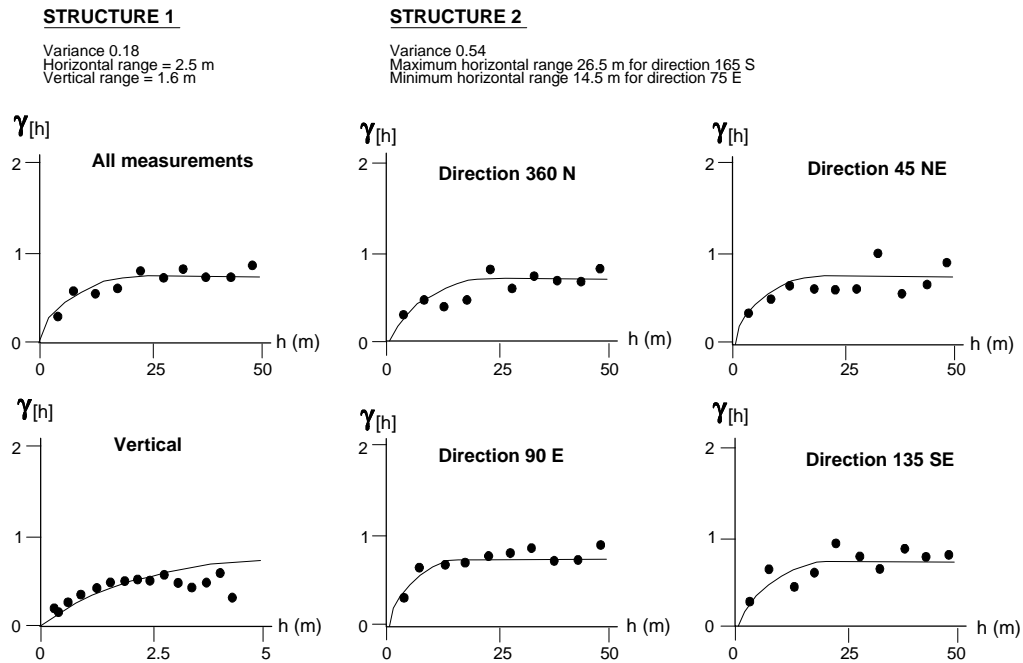 STRUCTURE 1
Variance 0.18
Horizontal range = 2.5 m
Vertical range = 1.6 m
STRUCTURE 2
Variance 0.54
Maximum horizontal range 26.5 m for direction 165 S
Minimum horizontal range 14.5 m for direction 75 E
γ[h]
All measurements
2
1
0
0
25
50
h (m)
γ[h]
Direction 360 N
2
1
0
0
25
50
h (m)
γ[h]
Direction 45 NE
2
1
0
0
25
50
h (m)
γ[h]
Vertical
2
1
0
0
2.5
5
h (m)
γ[h]
Direction 90 E
2
1
0
0
25
50
h (m)
γ[h]
Direction 135 SE
2
1
0
0
25
50
h (m)